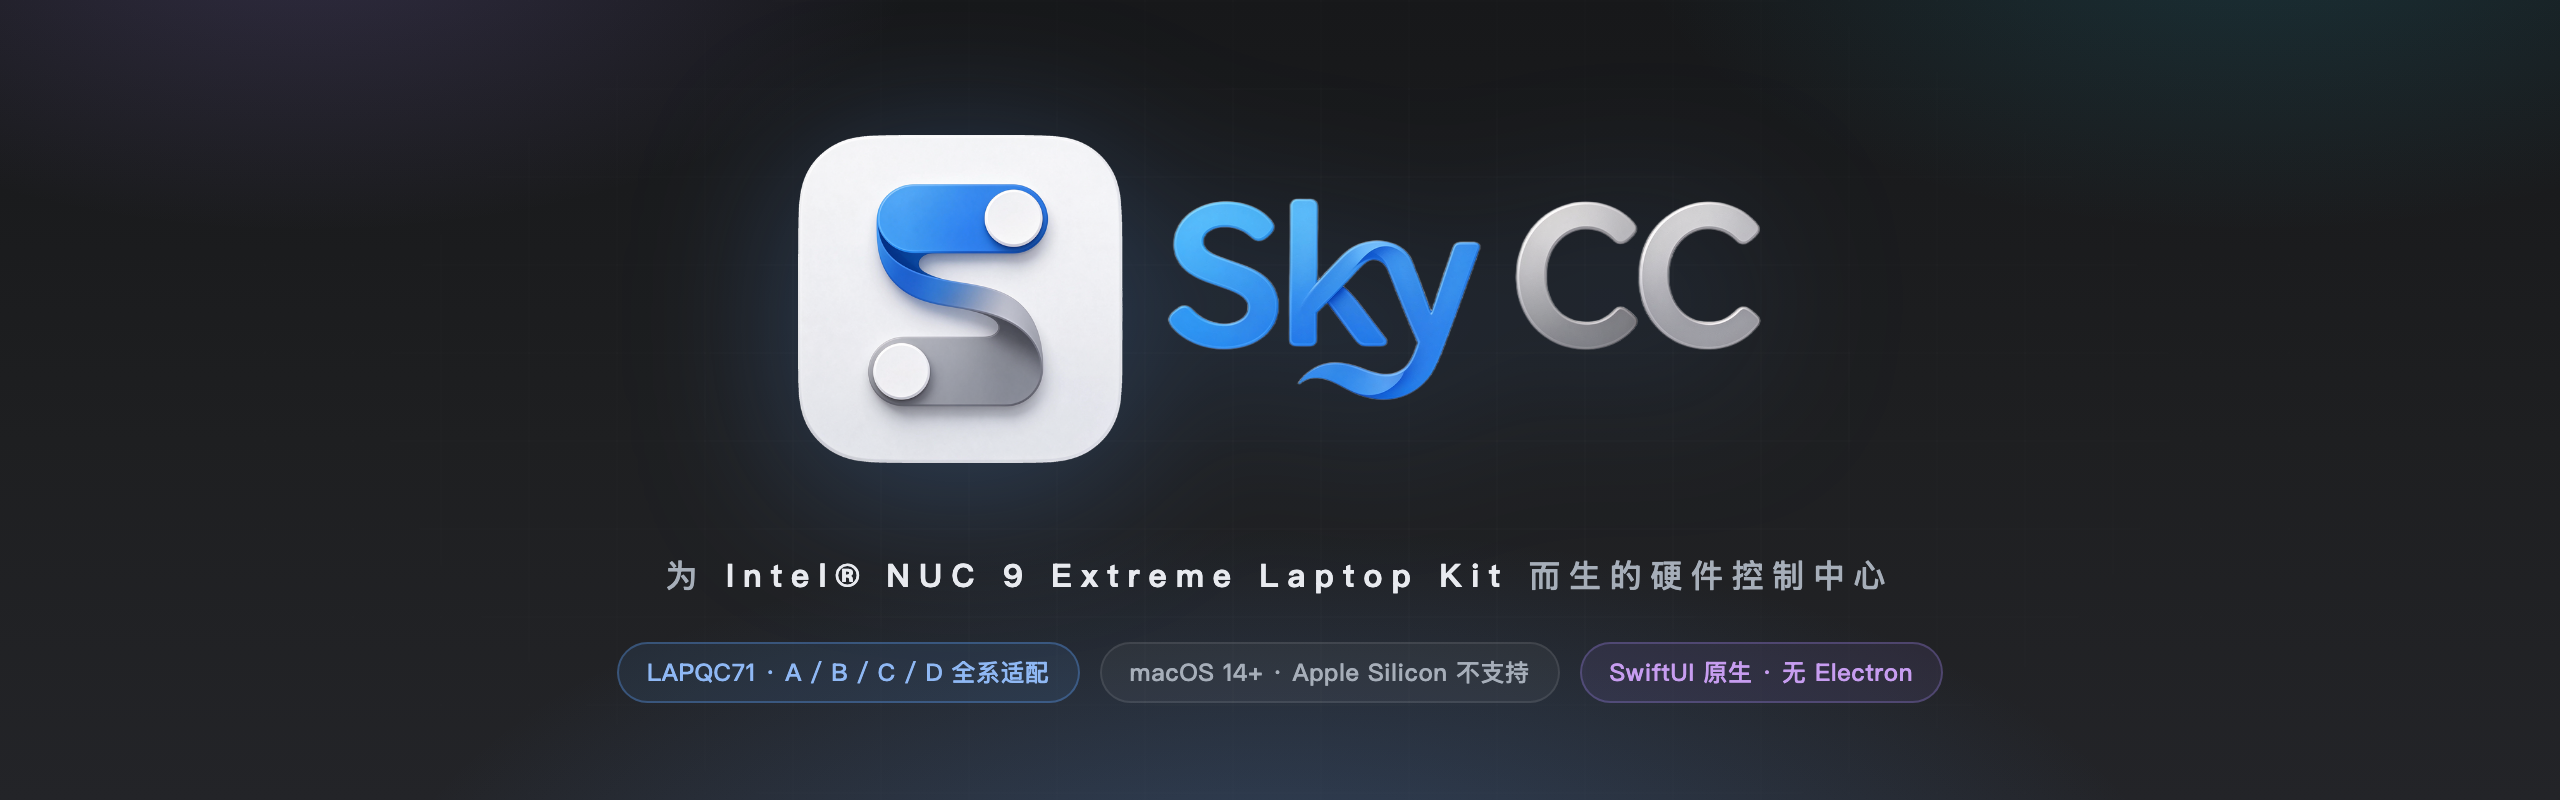 Sky CC
为 Intel® NUC 9 Extreme Laptop Kit 而生的硬件控制中心
LAPQC71 · A / B / C / D 全系适配
macOS 14+ · Apple Silicon 不支持
SwiftUI 原生 · 无 Electron